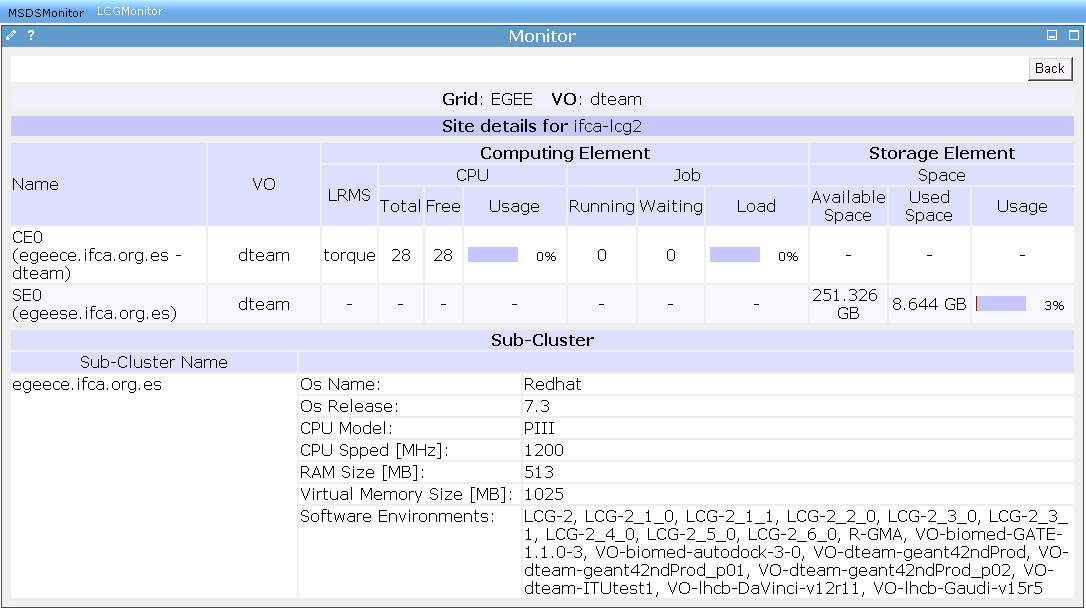 MSDSMonitor LCGMonitor
? Monitor
Back
Grid: EGEE VO: dteam
Site details for ifca-lcg2
Name VO Computing Element Storage Element
LRMS CPU Job Space
Total Free Usage Running Waiting Load Available Space Used Space Usage
CE0
(egeece.ifca.org.es -
dteam)
dteam torque 28 28 0% 0 0 0% - - -
SE0
(egeese.ifca.org.es)
dteam - - - - - - - 251.326 GB 8.644 GB 3%
Sub-Cluster
Sub-Cluster Name
egeece.ifca.org.es Os Name: Redhat
Os Release: 7.3
CPU Model: PIII
CPU Spped [MHz]: 1200
RAM Size [MB]: 513
Virtual Memory Size [MB]: 1025
Software Environments: LCG-2, LCG-2_1_0, LCG-2_1_1, LCG-2_2_0, LCG-2_3_0, LCG-2_3_
1, LCG-2_4_0, LCG-2_5_0, LCG-2_6_0, R-GMA, VO-biomed-GATE-
1.1.0-3, VO-biomed-autodock-3-0, VO-dteam-geant42ndProd, VO-
dteam-geant42ndProd_p01, VO-dteam-geant42ndProd_p02, VO-
dteam-ITUtest1, VO-lhcb-DaVinci-v12r11, VO-lhcb-Gaudi-v15r5